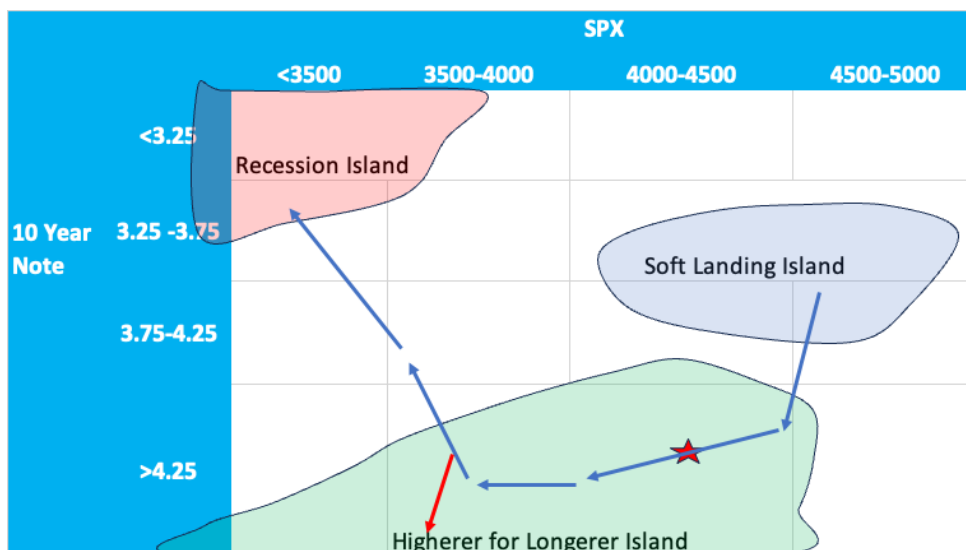 SPX
<3500 3500-4000 4000-4500 4500-5000
<3.25
Recession Island
10 Year
Note
3.25 -3.75
Soft Landing Island
3.75-4.25
>4.25
Higherer for Longerer Island